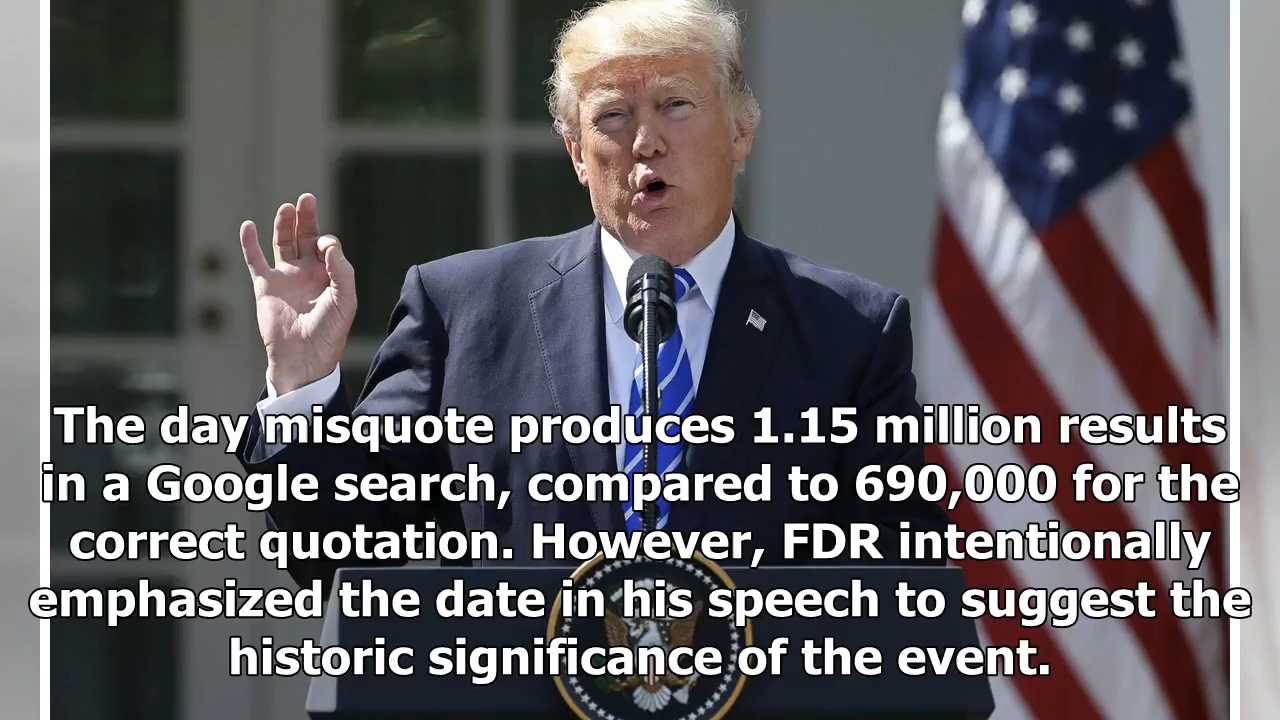 The day misquote produces 1.15 million results
in a Google search, compared to 690,000 for the
correct quotation. However, FDR intentionally
emphasized the date in his speech to suggest the
historic significance of the event.